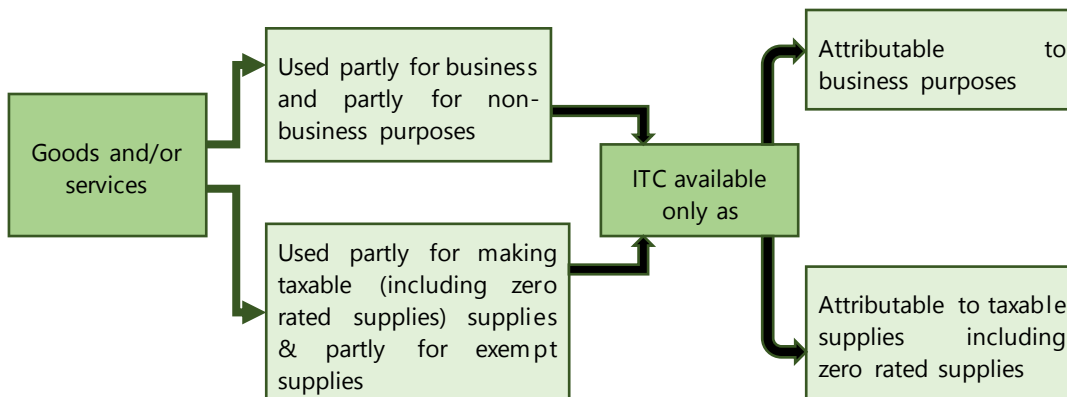 Goods and/or
services
Used partly for business
and partly for non-
business purposes
Used partly for making
taxable (including zero
rated supplies) supplies
& partly for exempt
supplies
ITC available
only as
Attributable to
business purposes
Attributable to taxable
supplies including
zero rated supplies